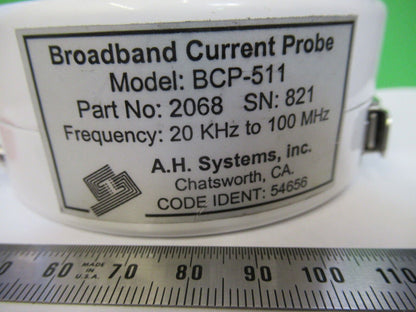 Broadband Current Probe
Model: BCP-511
Part No: 2068 SN: 821
Frequency: 20 KHz to 100 MHz
A.H. Systems, inc.
Chatsworth, CA.
CODE IDENT: 54656
0 60 MADE IN U.S.A. 70 80 90 100 110